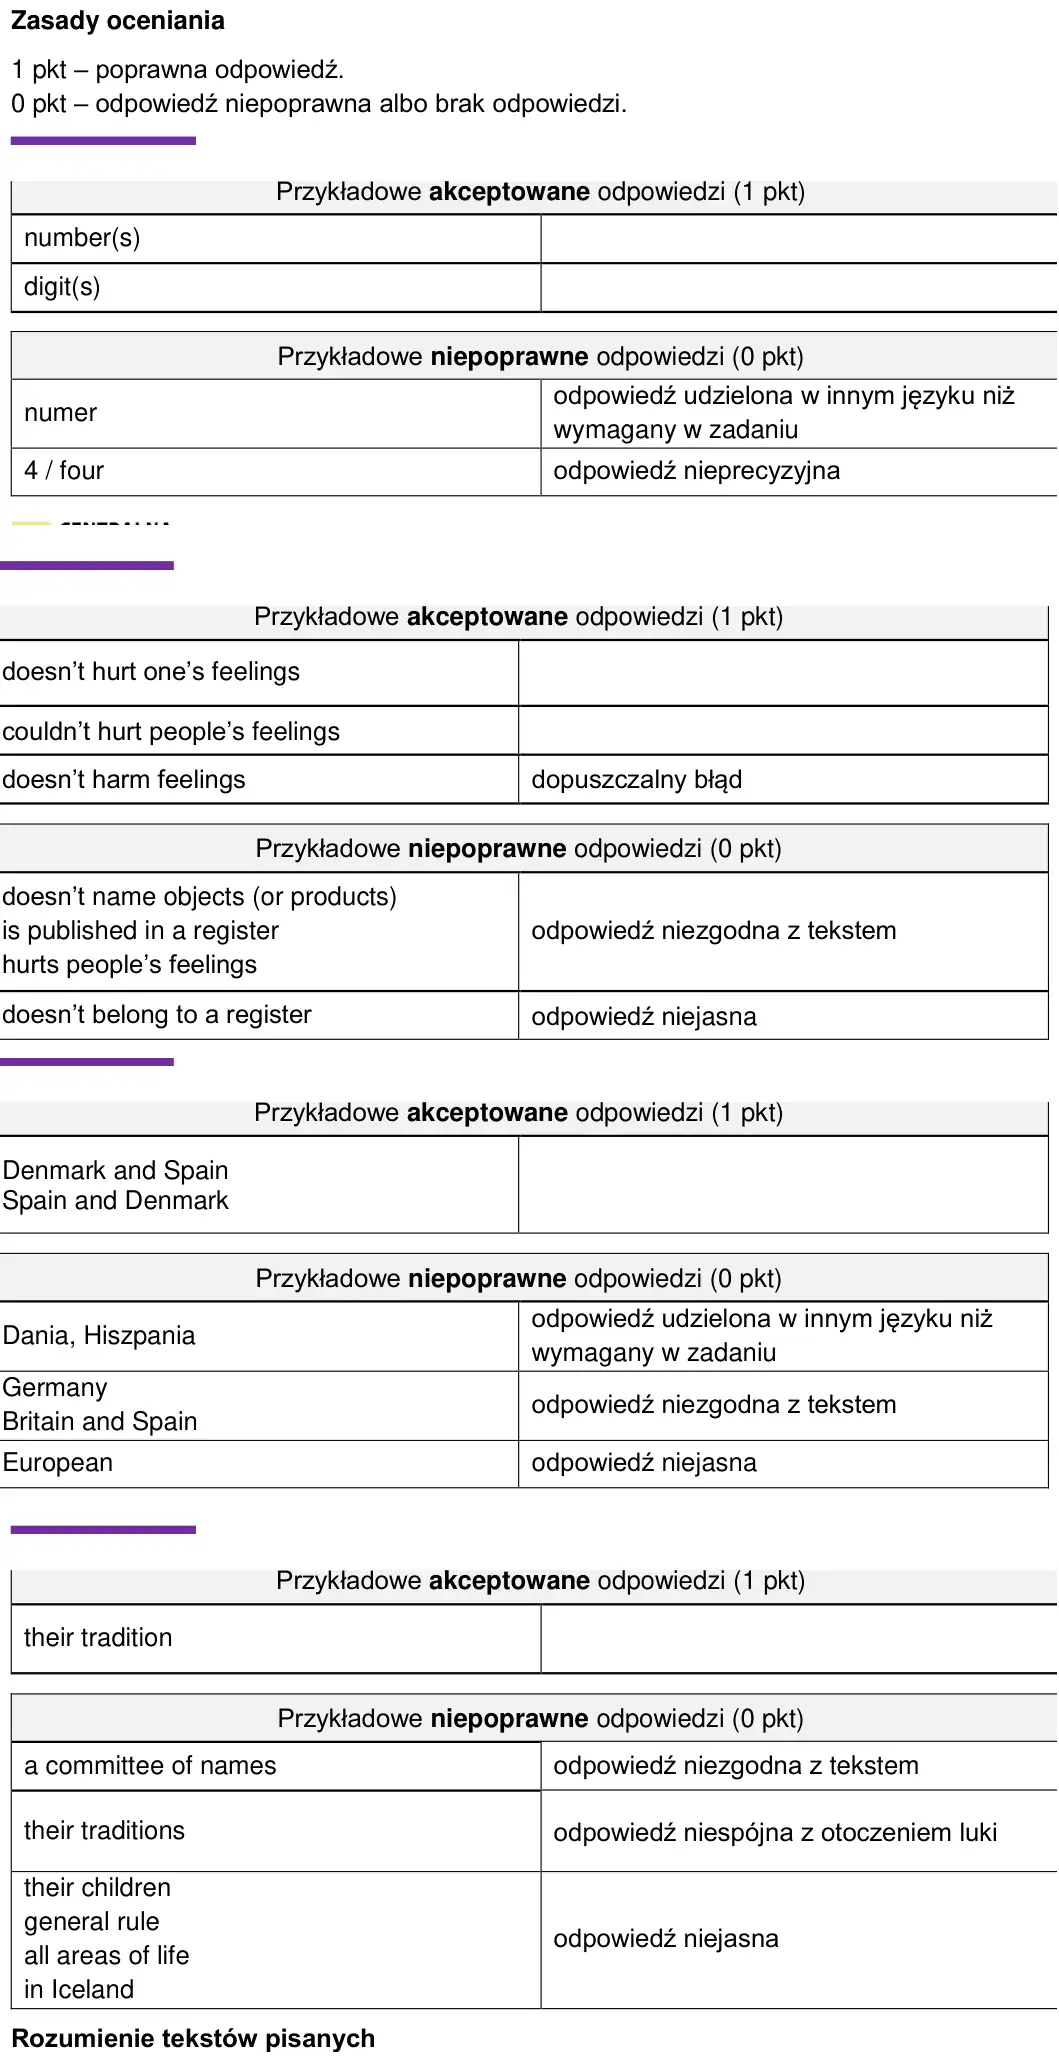 Zasady oceniania
1 pkt – poprawna odpowiedź.
0 pkt – odpowiedź niepoprawna albo brak odpowiedzi.
Przykładowe akceptowane odpowiedzi (1 pkt)
number(s)
digit(s)
Przykładowe niepoprawne odpowiedzi (0 pkt)
numer
odpowiedź udzielona w innym języku niż
wymagany w zadaniu
4 / four
odpowiedź nieprecyzyjna
CENTRALNA
Przykładowe akceptowane odpowiedzi (1 pkt)
doesn’t hurt one’s feelings
couldn’t hurt people’s feelings
doesn’t harm feelings
dopuszczalny błąd
Przykładowe niepoprawne odpowiedzi (0 pkt)
doesn’t name objects (or products)
is published in a register
hurts people’s feelings
odpowiedź niezgodna z tekstem
doesn’t belong to a register
odpowiedź niejasna
Przykładowe akceptowane odpowiedzi (1 pkt)
Denmark and Spain
Spain and Denmark
Przykładowe niepoprawne odpowiedzi (0 pkt)
Dania, Hiszpania
odpowiedź udzielona w innym języku niż
wymagany w zadaniu
Germany
Britain and Spain
odpowiedź niezgodna z tekstem
European
odpowiedź niejasna
Przykładowe akceptowane odpowiedzi (1 pkt)
their tradition
Przykładowe niepoprawne odpowiedzi (0 pkt)
a committee of names
odpowiedź niezgodna z tekstem
their traditions
odpowiedź niespójna z otoczeniem luki
their children
general rule
all areas of life
in Iceland
odpowiedź niejasna
Rozumienie tekstów pisanych